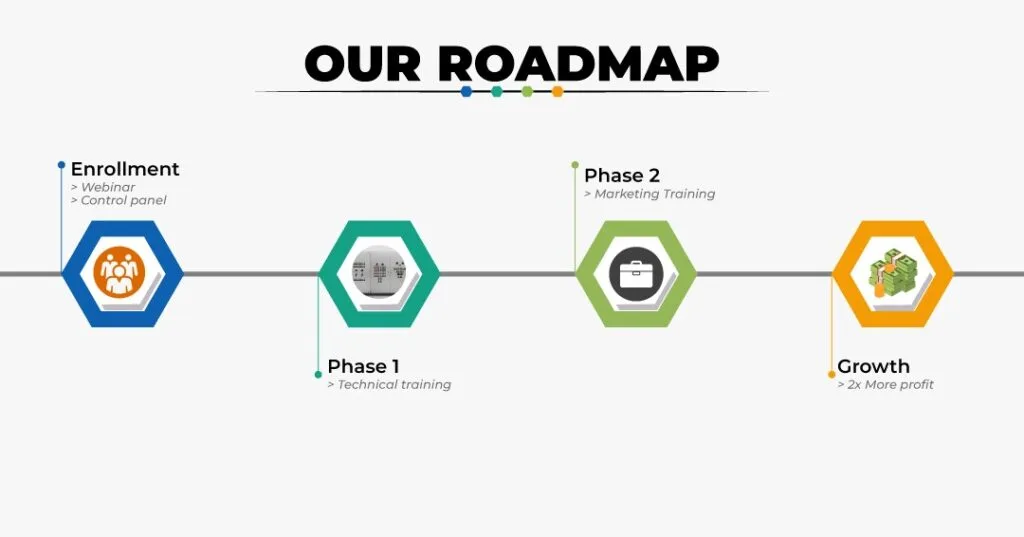 OUR ROADMAP
Enrollment
> Webinar
> Control panel
Phase 1
> Technical training
Phase 2
> Marketing Training
Growth
> 2x More profit